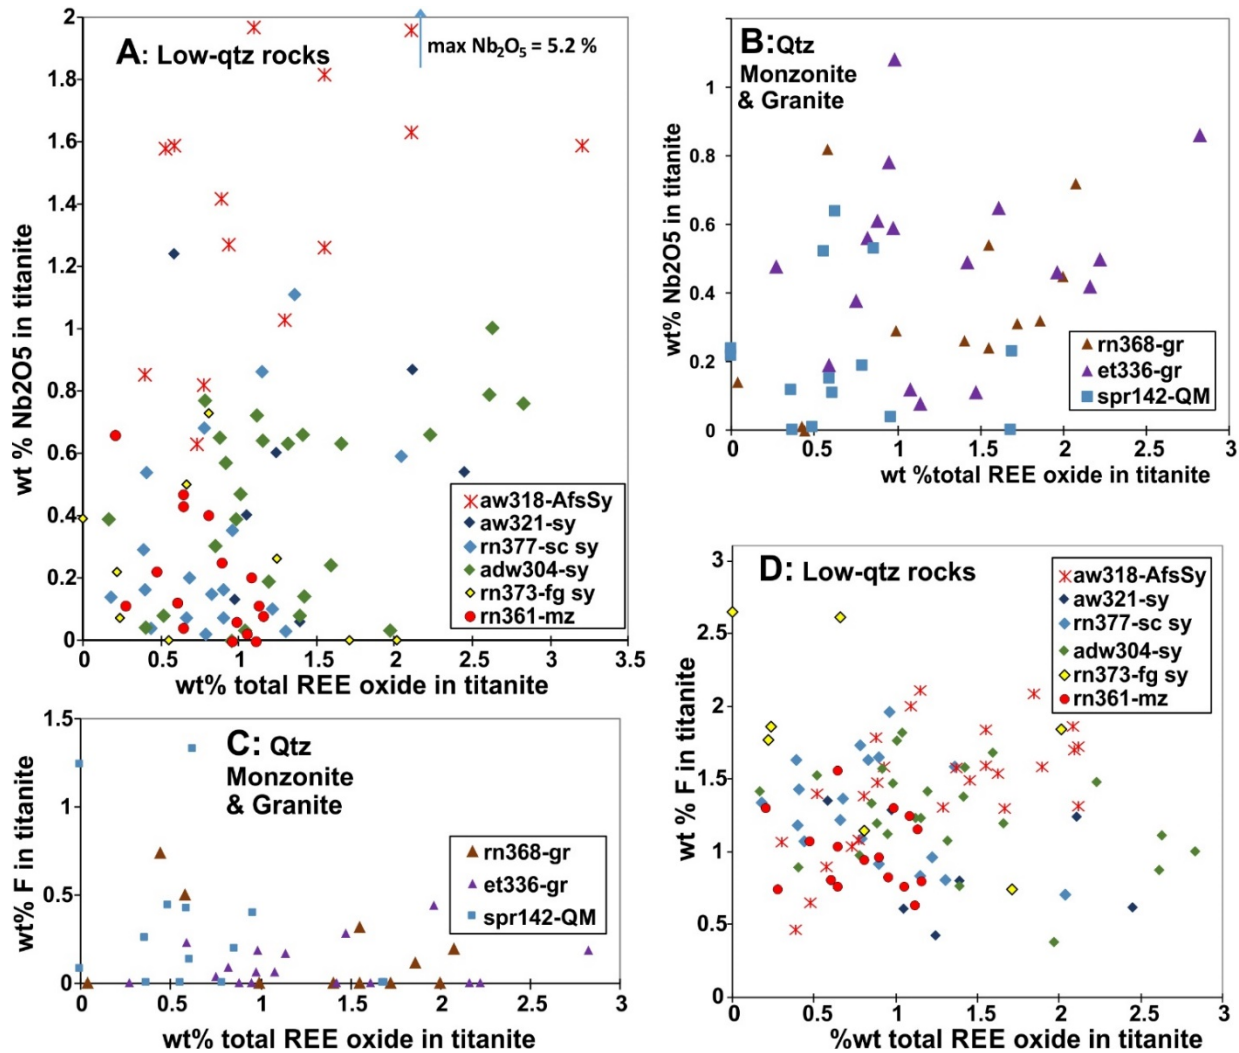 A: Low-qtz rocks
max Nb₂O₅ = 5.2 %
wt % Nb2O5 in titanite
2
1.8
1.6
1.4
1.2
1
0.8
0.6
0.4
0.2
0
0 0.5 1 1.5 2 2.5 3 3.5
wt% total REE oxide in titanite
aw318-AfsSy
aw321-sy
rn377-sc sy
adw304-sy
rn373-fg sy
rn361-mz
B:Qtz
Monzonite
& Granite
wt% Nb2O5 in titanite
1
0.8
0.6
0.4
0.2
0
0 0.5 1 1.5 2 2.5 3
wt %total REE oxide in titanite
rn368-gr
et336-gr
spr142-QM
C: Qtz
Monzonite
& Granite
wt% F in titanite
1.5
1
0.5
0
0 0.5 1 1.5 2 2.5 3
wt% total REE oxide in titanite
rn368-gr
et336-gr
spr142-QM
D: Low-qtz rocks
wt % F in titanite
3
2.5
2
1.5
1
0.5
0
0 0.5 1 1.5 2 2.5 3
%wt total REE oxide in titanite
aw318-AfsSy
aw321-sy
rn377-sc sy
adw304-sy
rn373-fg sy
rn361-mz